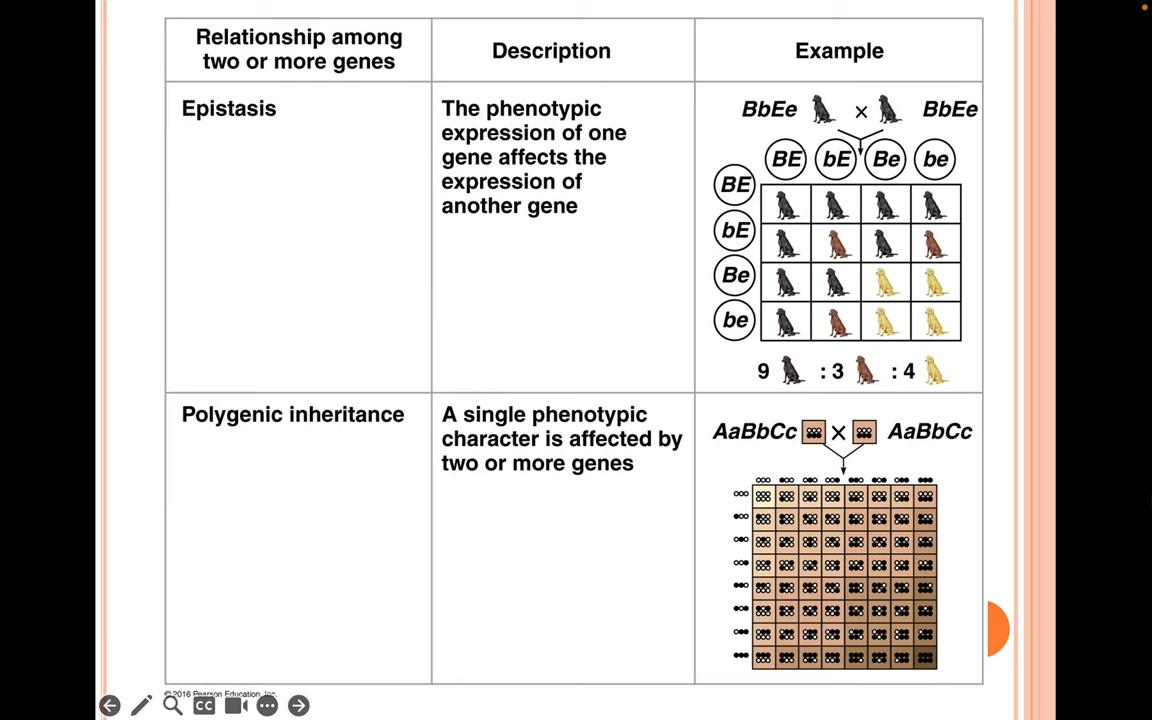 Relationship among
two or more genes
Description
Example
Epistasis
The phenotypic
expression of one
gene affects the
expression of
another gene
BbEe × BbEe
BE bE Be be
BE
bE
Be
be
9 : 3 : 4
Polygenic inheritance
A single phenotypic
character is affected by
two or more genes
AaBbCc × AaBbCc
© 2016 Pearson Education, Inc.
CC